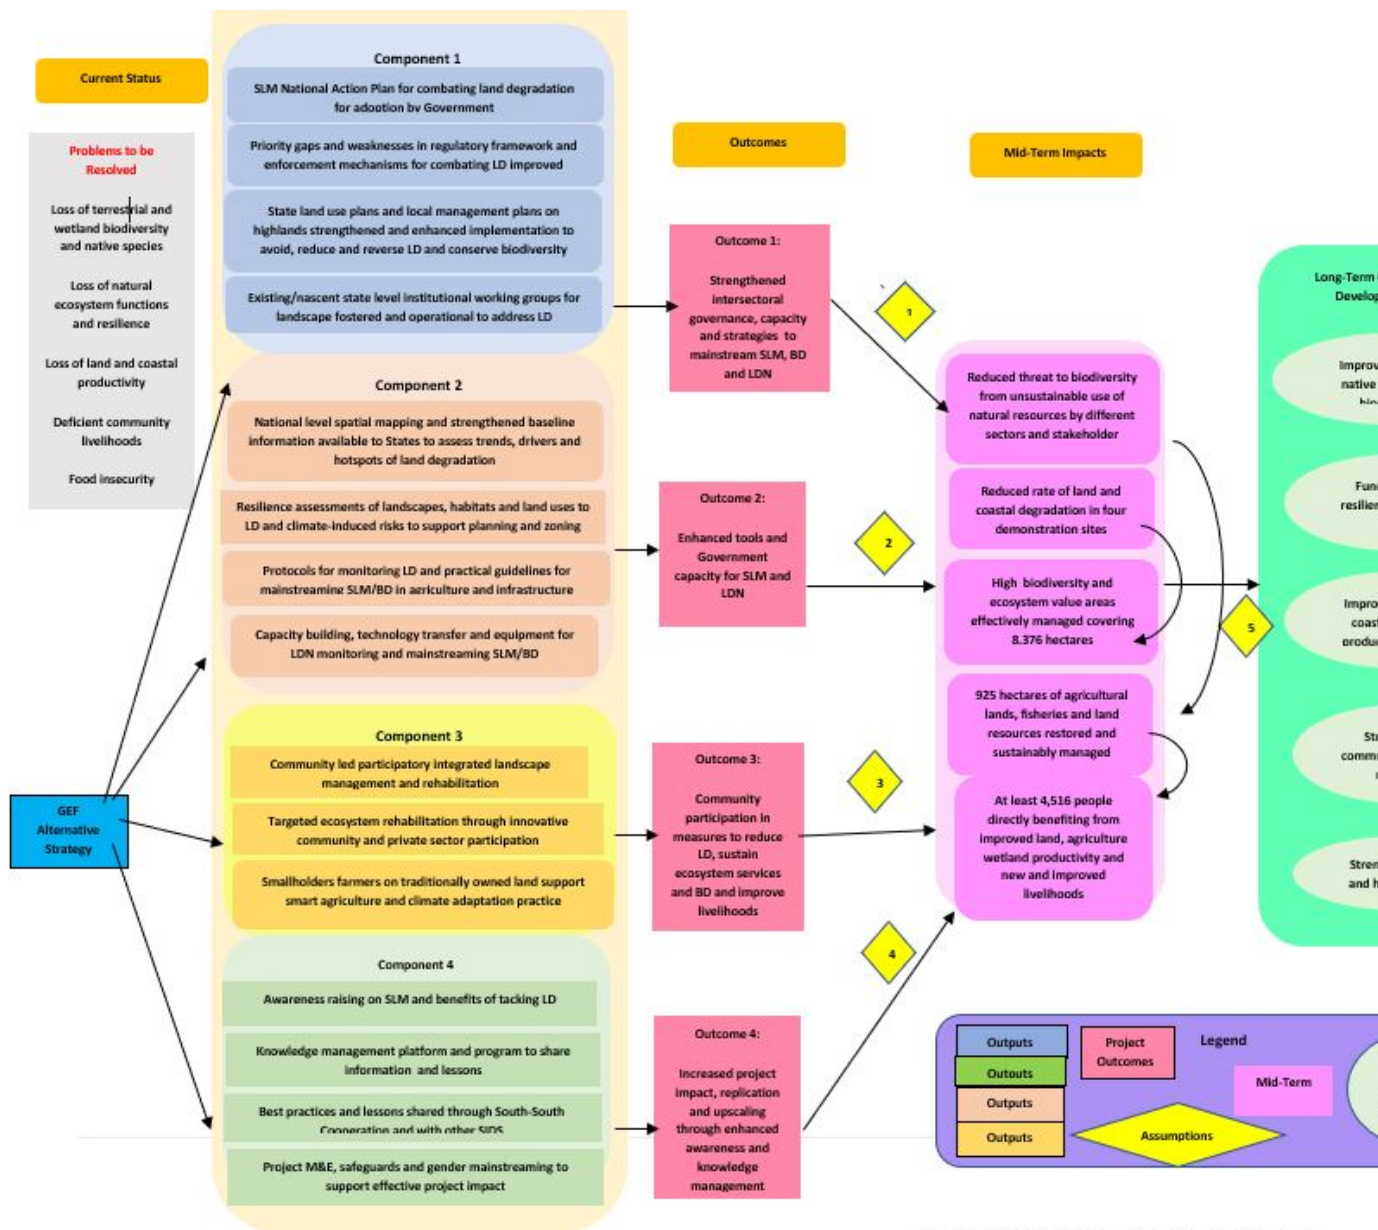 Current Status
Problems to be
Resolved
Loss of terrestrial and
wetland biodiversity
and native species
Loss of natural
ecosystem functions
and resilience
Loss of land and coastal
productivity
Deficient community
livelihoods
Food insecurity
GEF
Alternative
Strategy
Component 1
SLM National Action Plan for combating land degradation
for adoption by Government
Priority gaps and weaknesses in regulatory framework and
enforcement mechanisms for combating LD improved
State land use plans and local management plans on
highlands strengthened and enhanced implementation to
avoid, reduce and reverse LD and conserve biodiversity
Existing/nascent state level institutional working groups for
landscape fostered and operational to address LD
Component 2
National level spatial mapping and strengthened baseline
information available to States to assess trends, drivers and
hotspots of land degradation
Resilience assessments of landscapes, habitats and land uses to
LD and climate-induced risks to support planning and zoning
Protocols for monitoring LD and practical guidelines for
mainstreaming SLM/BD in agriculture and infrastructure
Capacity building, technology transfer and equipment for
LDN monitoring and mainstreaming SLM/BD
Component 3
Community led participatory integrated landscape
management and rehabilitation
Targeted ecosystem rehabilitation through innovative
community and private sector participation
Smallholders farmers on traditionally owned land support
smart agriculture and climate adaptation practice
Component 4
Awareness raising on SLM and benefits of tacking LD
Knowledge management platform and program to share
information and lessons
Best practices and lessons shared through South-South
Cooperation and with other SIDS
Project M&E, safeguards and gender mainstreaming to
support effective project impact
Outcomes
Outcome 1:
Strengthened
intersectoral
governance, capacity
and strategies to
mainstream SLM, BD
and LDN
Outcome 2:
Enhanced tools and
Government
capacity for SLM and
LDN
Outcome 3:
Community
participation in
measures to reduce
LD, sustain
ecosystem services
and BD and improve
livelihoods
Outcome 4:
Increased project
impact, replication
and upscaling
through enhanced
awareness and
knowledge
management
1
2
3
4
Mid-Term Impacts
Reduced threat to biodiversity
from unsustainable use of
natural resources by different
sectors and stakeholder
Reduced rate of land and
coastal degradation in four
demonstration sites
High biodiversity and
ecosystem value areas
effectively managed covering
8.376 hectares
925 hectares of agricultural
lands, fisheries and land
resources restored and
sustainably managed
At least 4,516 people
directly benefiting from
improved land, agriculture
wetland productivity and
new and improved
livelihoods
5
Long-Term
Develop
Improv
native
Fun
resilien
Impro
coast
produc
St
commu
Stren
and h
Legend
Outputs
Outputs
Outputs
Outputs
Project
Outcomes
Mid-Term
Assumptions